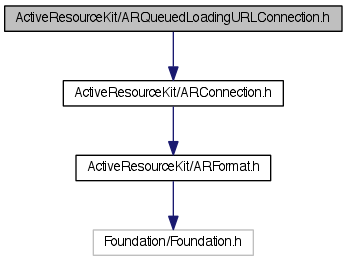 ActiveResourceKit/ARQueuedLoadingURLConnection.h
ActiveResourceKit/ARConnection.h
ActiveResourceKit/ARFormat.h
Foundation/Foundation.h